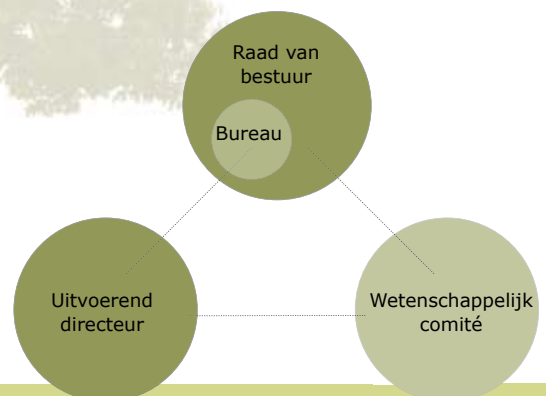 Raad van
bestuur
Bureau
Uitvoerend
directeur
Wetenschappelijk
comité